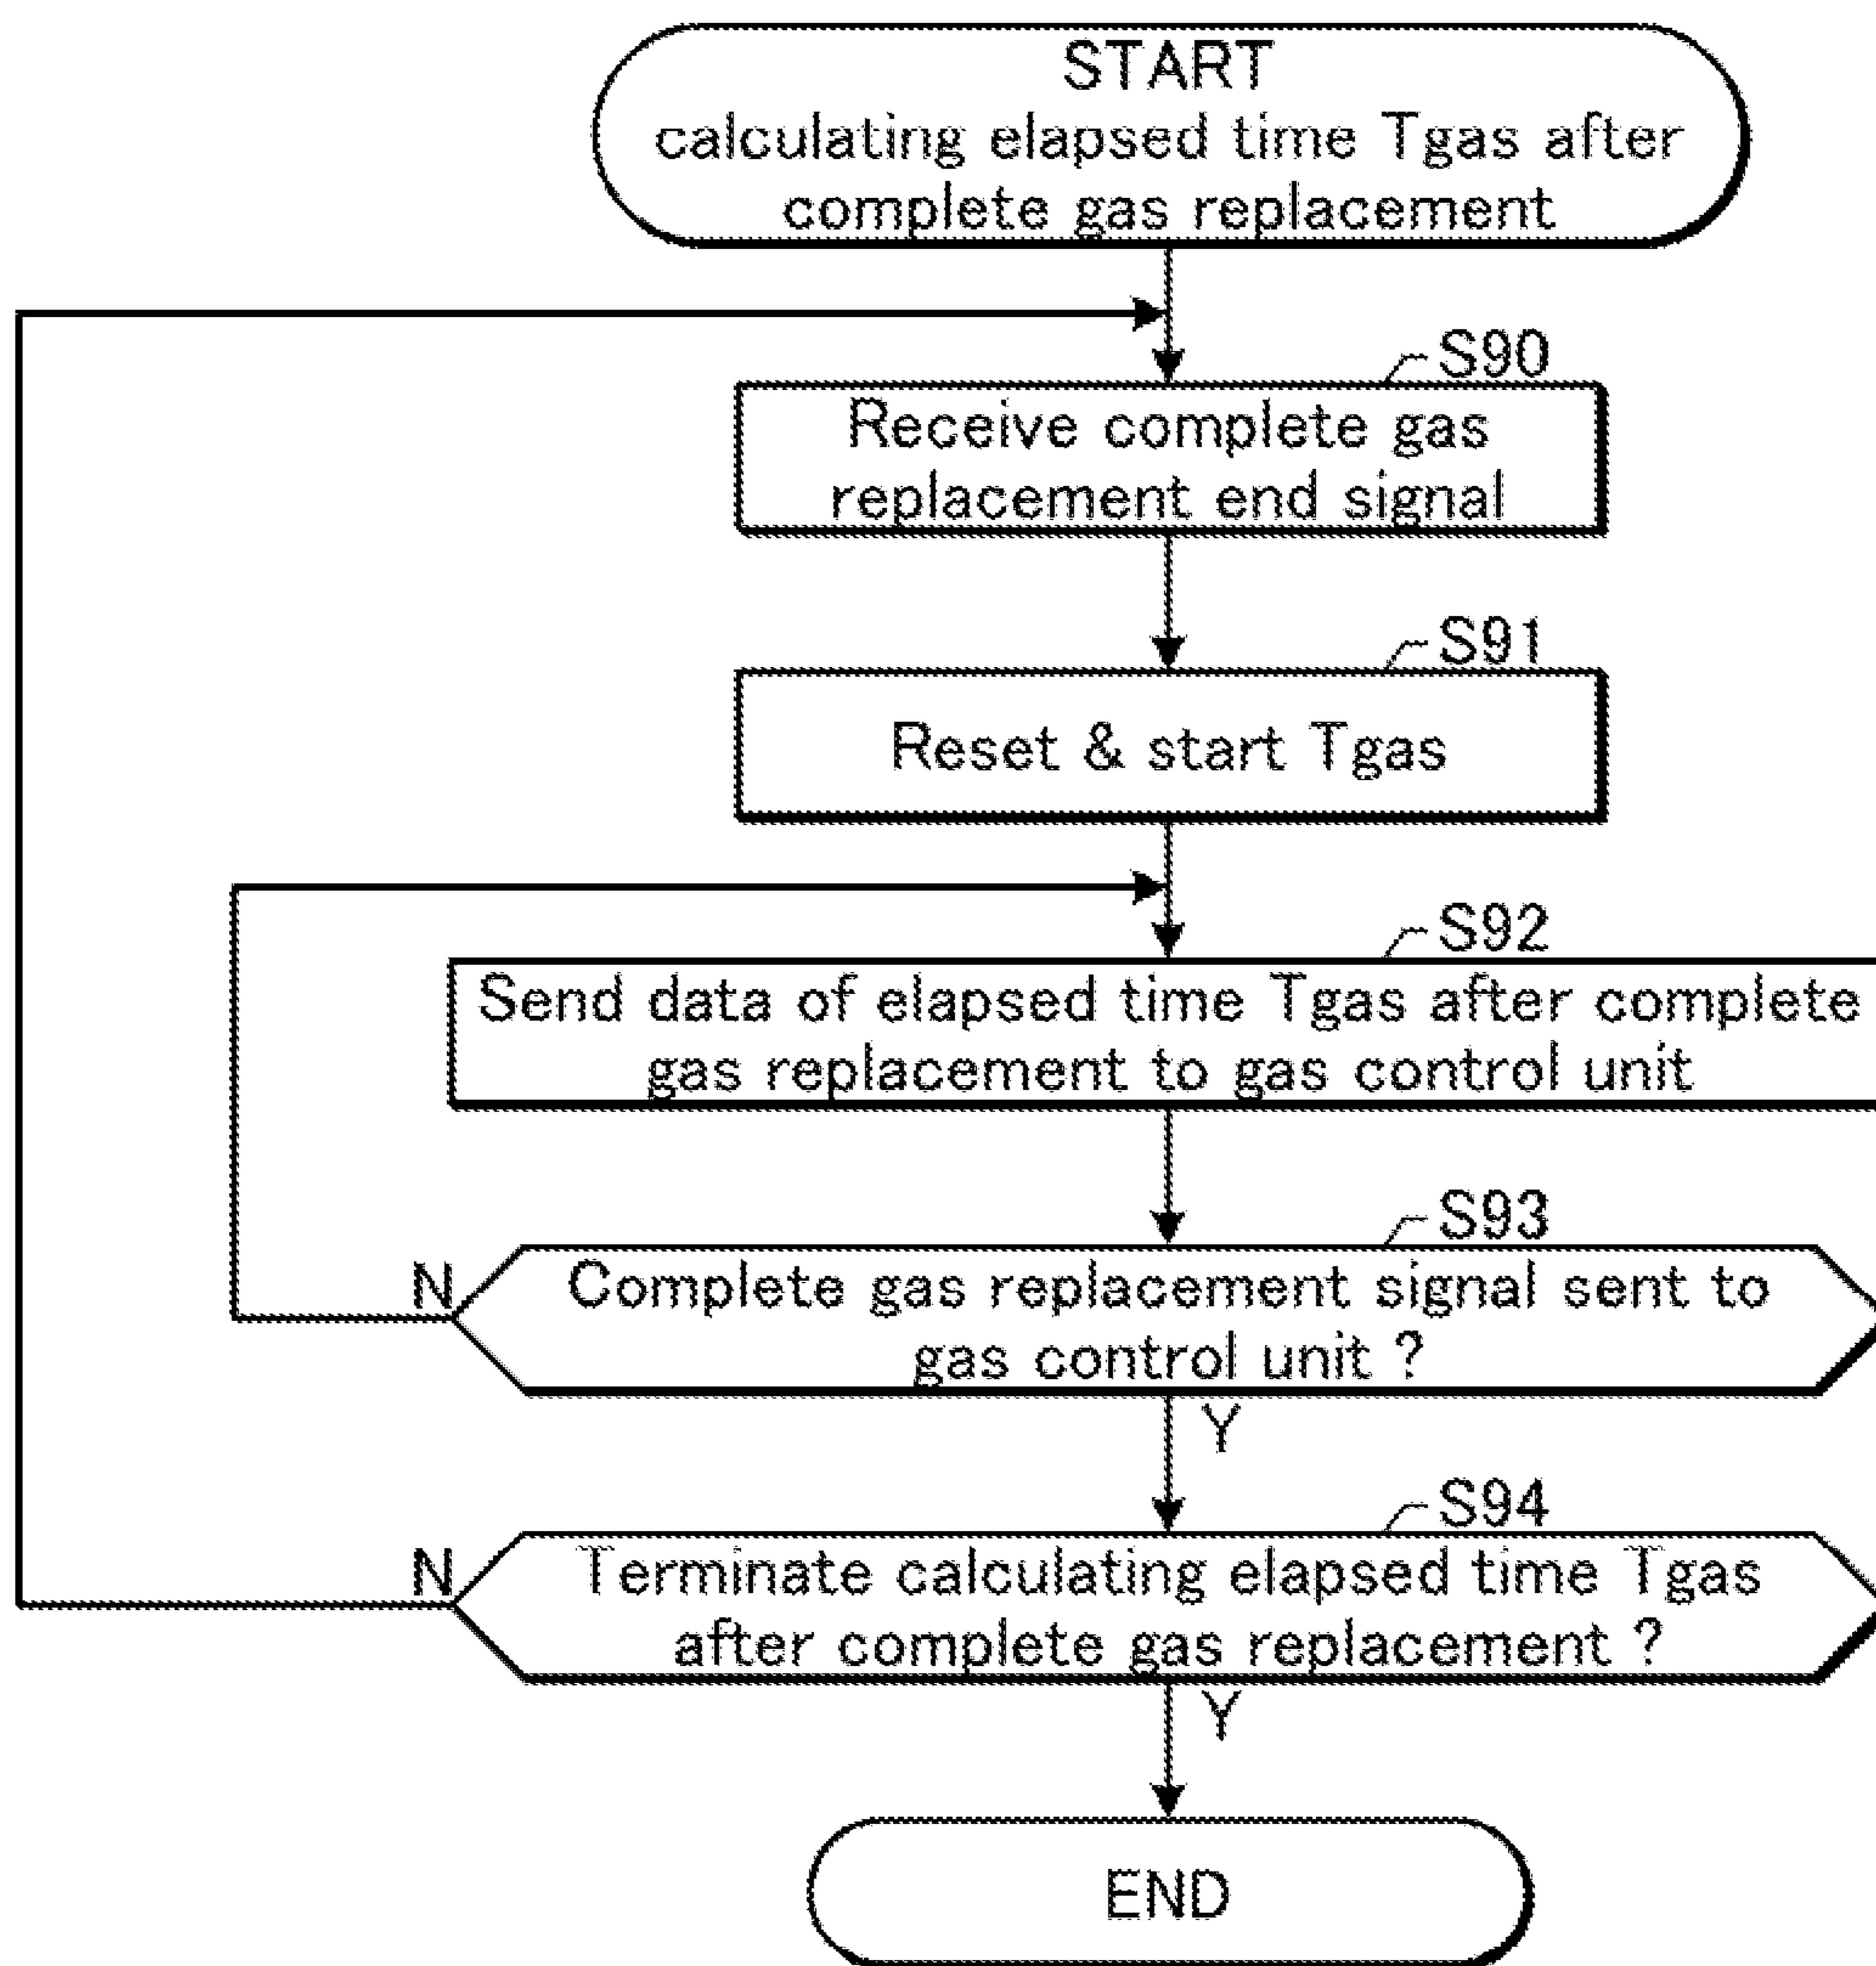 START
calculating elapsed time Tgas after
complete gas replacement
S90
Receive complete gas
replacement end signal
S91
Reset & start Tgas
S92
Send data of elapsed time Tgas after complete
gas replacement to gas control unit
S93
N
Complete gas replacement signal sent to
gas control unit ?
Y
S94
N
Terminate calculating elapsed time Tgas
after complete gas replacement ?
Y
END